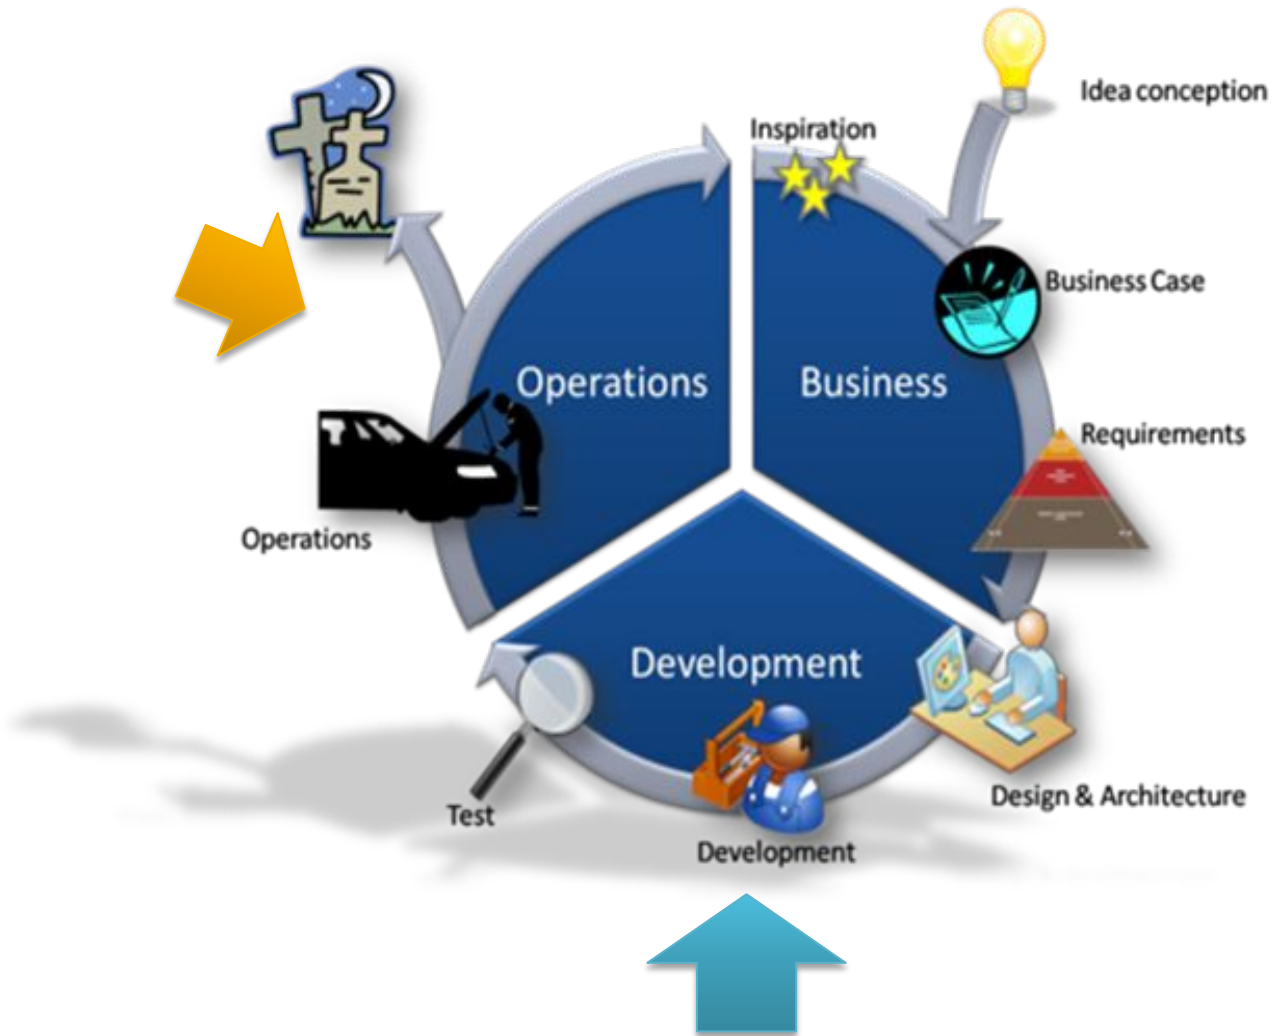 Idea conception
Inspiration
Business Case
Operations
Business
Requirements
Operations
Development
Design & Architecture
Test
Development